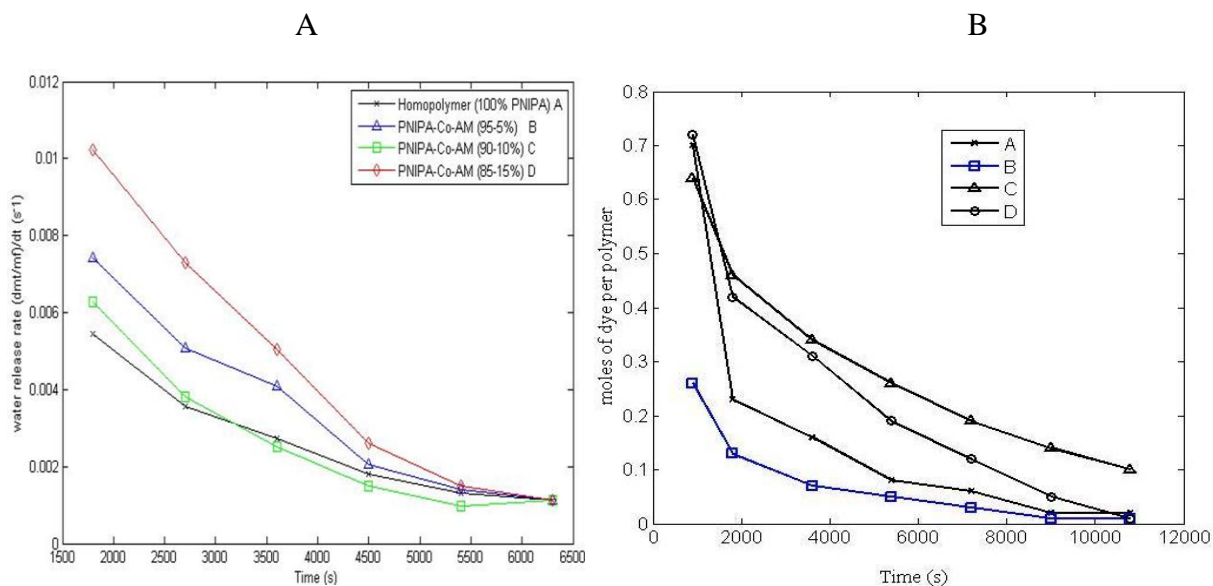 A
B
0.012
0.01
0.008
0.006
0.004
0.002
0
water release rate (dmt/mf)/dt (s⁻¹)
Homopolymer (100% PNIPA) A
PNIPA-Co-AM (95-5%) B
PNIPA-Co-AM (90-10%) C
PNIPA-Co-AM (85-15%) D
1500 2000 2500 3000 3500 4000 4500 5000 5500 6000 6500
Time (s)
0.8
0.7
0.6
0.5
0.4
0.3
0.2
0.1
0
moles of dye per polymer
A
B
C
D
0 2000 4000 6000 8000 10000 12000
Time (s)